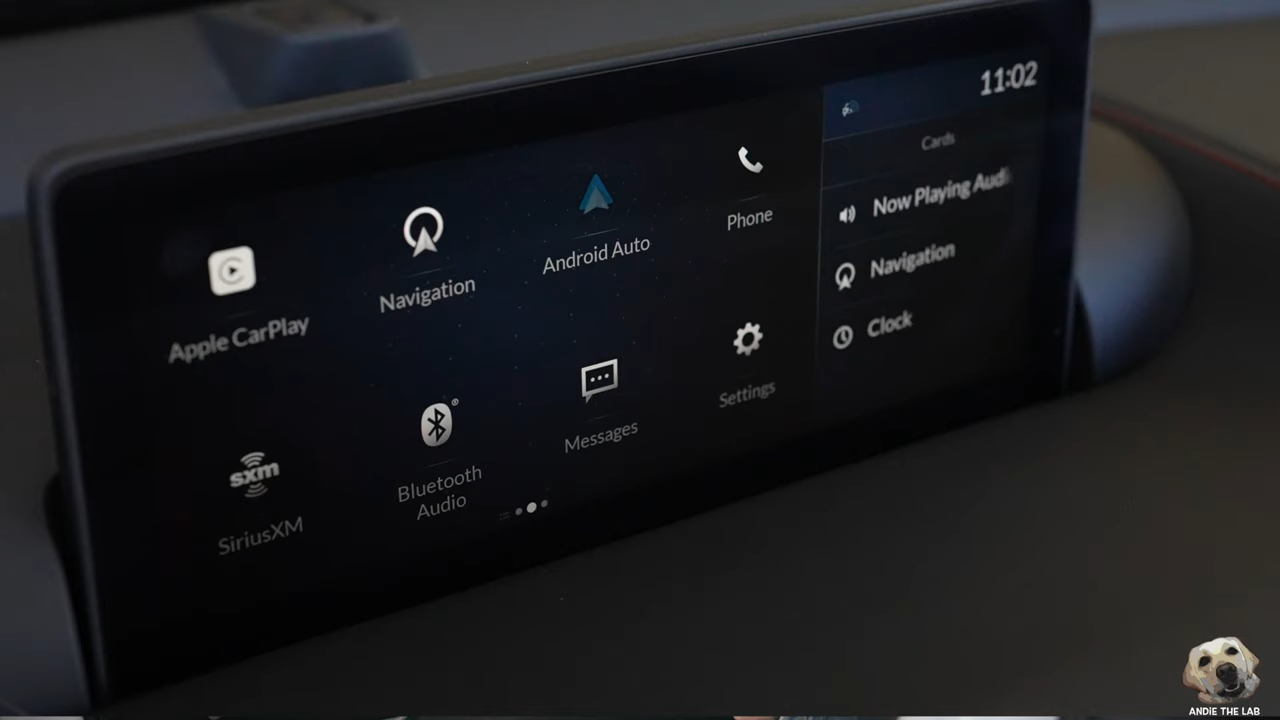 11:02
Cards
Now Playing Audi
Navigation
Clock
Apple CarPlay
Navigation
Android Auto
Phone
sxm
SiriusXM
Bluetooth
Audio
Messages
Settings
ANDIE THE LAB